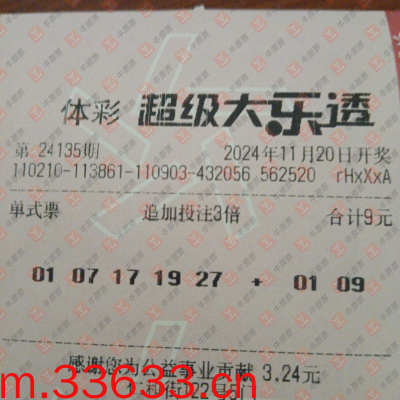 体彩 超级大乐透
第 24135期 2024年11月20日开奖
110210-113861-110903-432056 562520 rHxXxA
单式票 追加投注3倍 合计9元
01 07 17 19 27 + 01 09
感谢您为公益事业贡献 3.24元
m.33633.cn